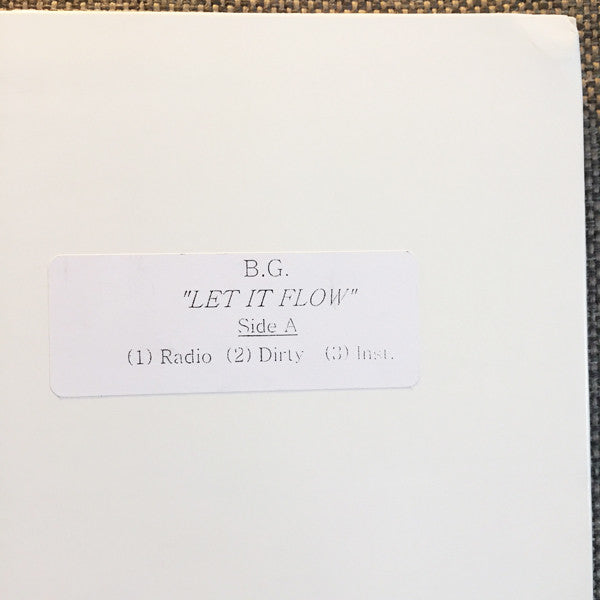 B.G.
"LET IT FLOW"
Side A
(1) Radio (2) Dirty (3) Inst.